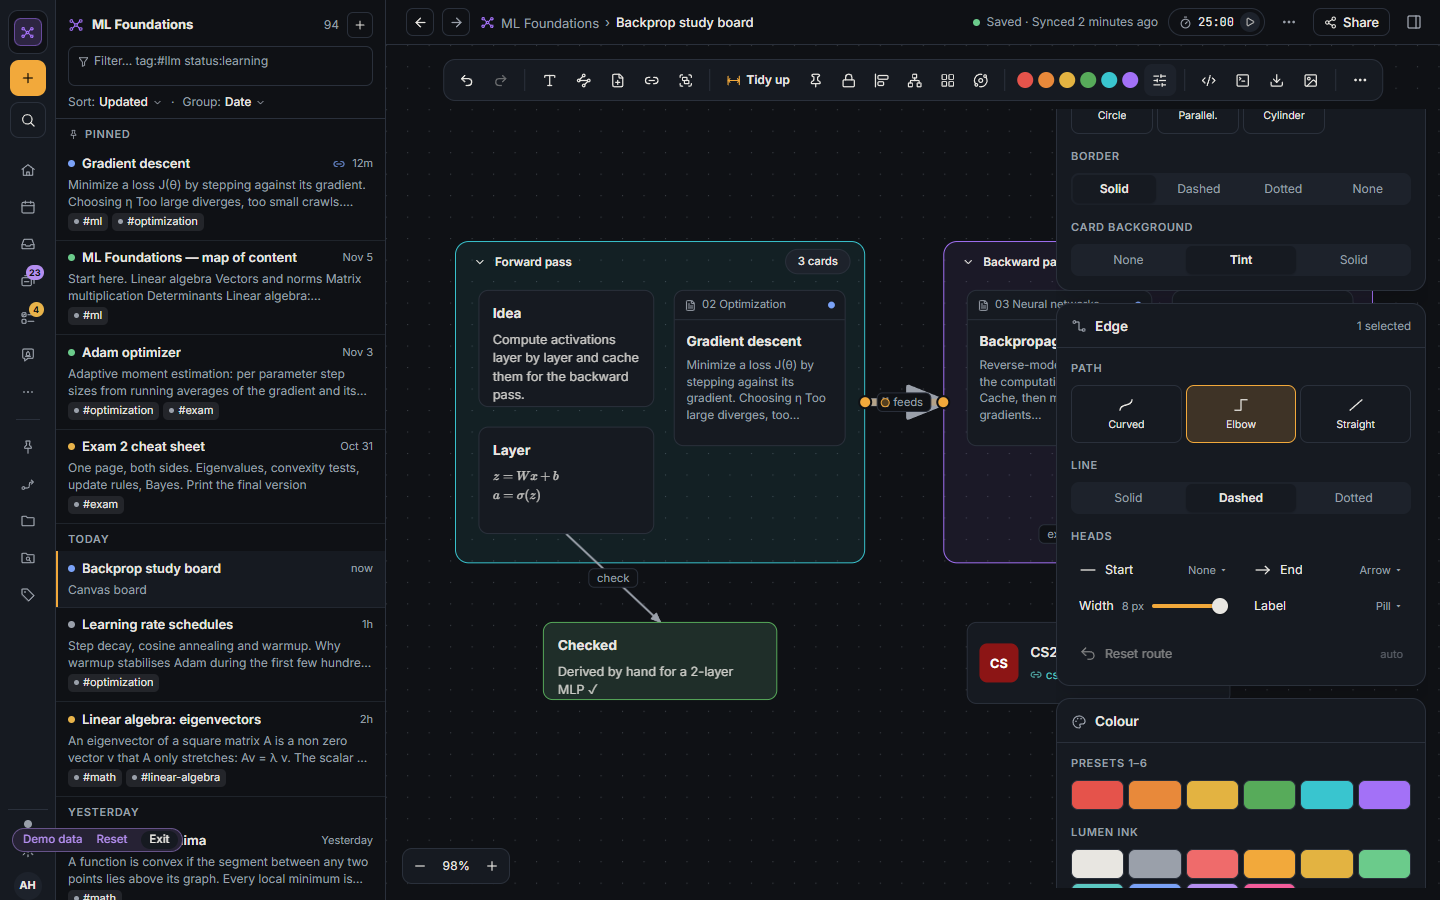 ML Foundations
94
Filter... tag:#llm status:learning
Sort: Updated · Group: Date
PINNED
Gradient descent
12m
Minimize a loss J(θ) by stepping against its gradient.
Choosing η Too large diverges, too small crawls....
#ml
#optimization
ML Foundations — map of content
Nov 5
Start here. Linear algebra Vectors and norms Matrix
multiplication Determinants Linear algebra:...
#ml
Adam optimizer
Nov 3
Adaptive moment estimation: per parameter step
sizes from running averages of the gradient and its...
#optimization
#exam
Exam 2 cheat sheet
Oct 31
One page, both sides. Eigenvalues, convexity tests,
update rules, Bayes. Print the final version
#exam
TODAY
Backprop study board
now
Canvas board
Learning rate schedules
1h
Step decay, cosine annealing and warmup. Why
warmup stabilises Adam during the first few hundre...
#optimization
Linear algebra: eigenvectors
2h
An eigenvector of a square matrix A is a non zero
vector v that A only stretches: Av = λ v. The scalar ...
#math
#linear-algebra
YESTERDAY
ima
Yesterday
A function is convex if the segment between any two
points lies above its graph. Every local minimum is...
#math
23
4
Demo data
Reset
Exit
AH
ML Foundations › Backprop study board
Saved · Synced 2 minutes ago
25:00
Share
Tidy up
Forward pass
3 cards
Idea
Compute activations
layer by layer and cache
them for the backward
pass.
02 Optimization
Gradient descent
Minimize a loss J(θ) by
stepping against its
gradient. Choosing η Too
large diverges, too...
Layer
z = Wx + b
a = σ(z)
feeds
check
Checked
Derived by hand for a 2-layer
MLP ✓
Backward pa
03 Neural networks
Backpropag
Reverse-mode
the computati
Cache, then m
gradients...
ex
CS
CS2
cs
98%
Circle
Parallel.
Cylinder
BORDER
Solid
Dashed
Dotted
None
CARD BACKGROUND
None
Tint
Solid
Edge
1 selected
PATH
Curved
Elbow
Straight
LINE
Solid
Dashed
Dotted
HEADS
Start
None
End
Arrow
Width
8 px
Label
Pill
Reset route
auto
Colour
PRESETS 1–6
LUMEN INK